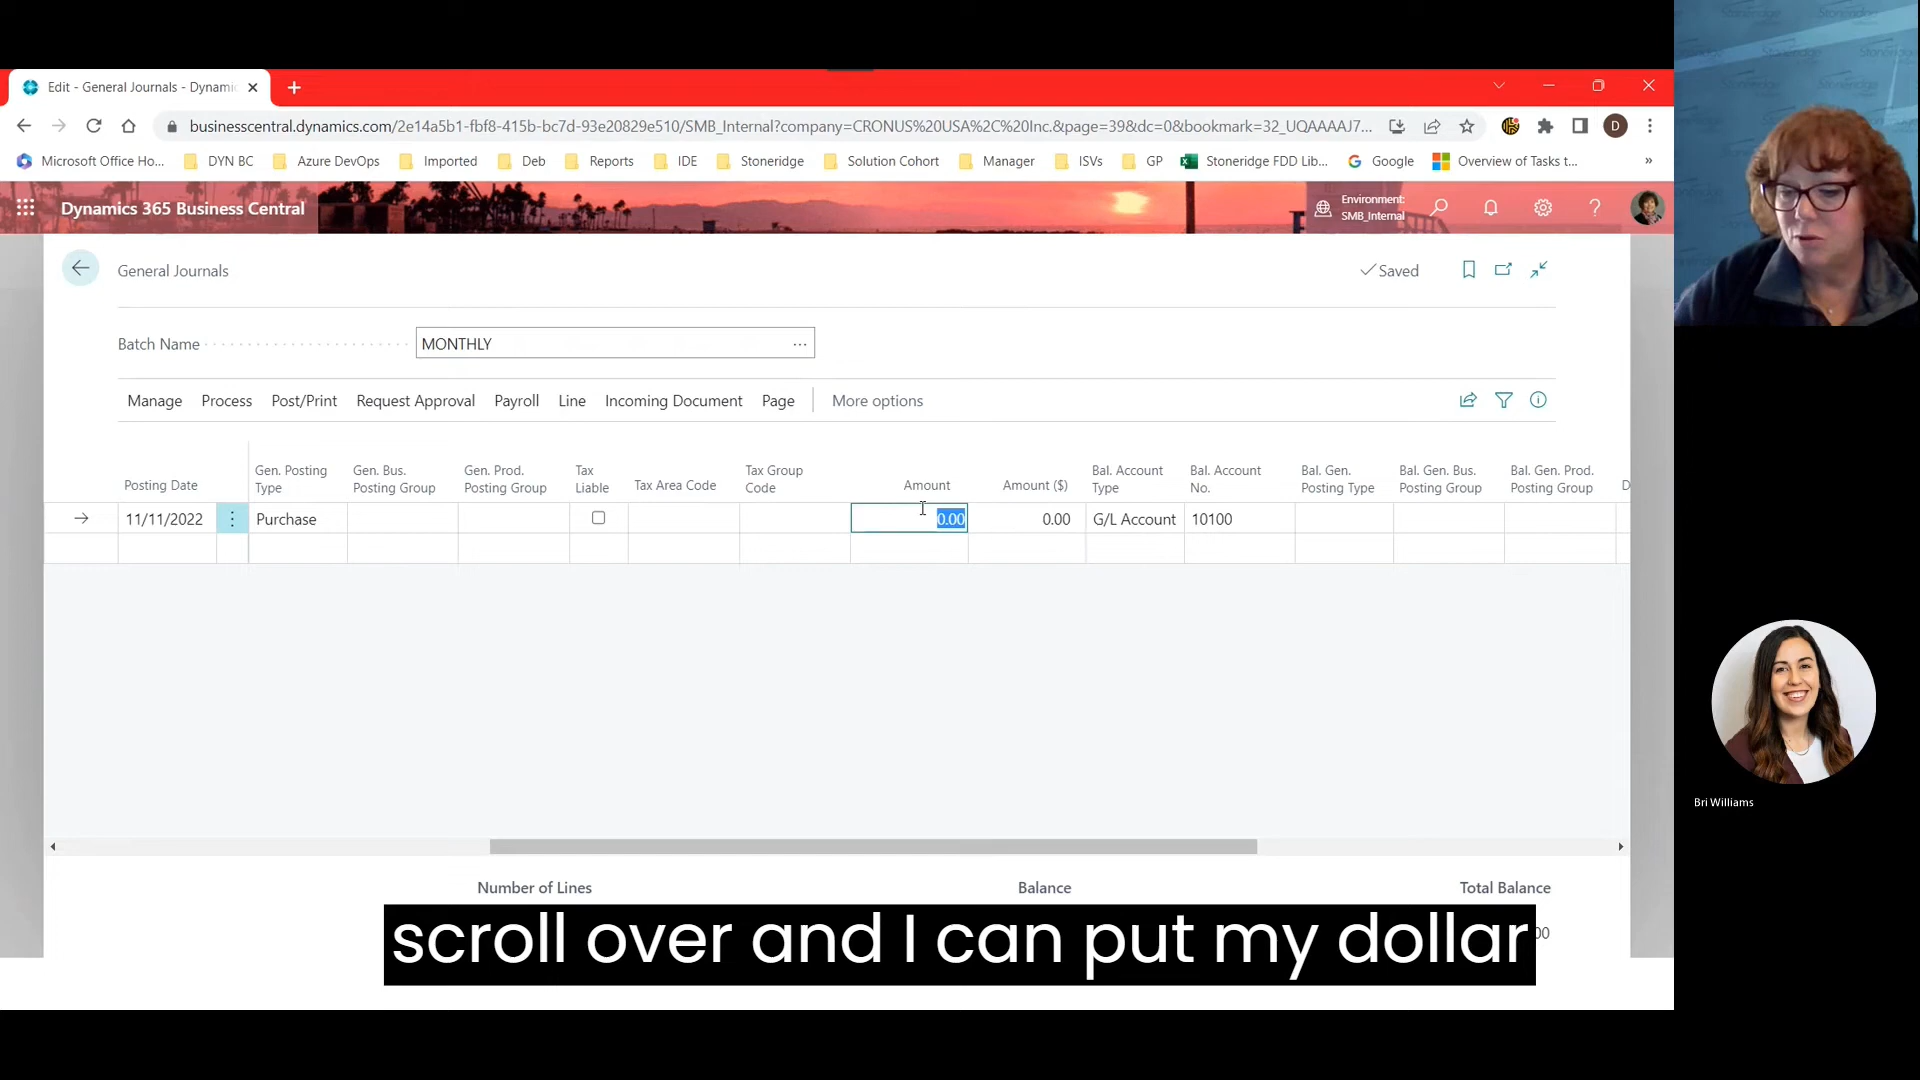 Edit - General Journals - Dynamic
businesscentral.dynamics.com/2e14a5b1-fbf8-415b-bc7d-93e20829e510/SMB_Internal?company=CRONUS%20USA%2C%20Inc.&page=39&dc=0&bookmark=32_UQAAAAJ7...
D
Microsoft Office Ho... DYN BC Azure DevOps Imported Deb Reports IDE Stoneridge Solution Cohort Manager ISVs GP Stoneridge FDD Lib... Google Overview of Tasks t... »
Dynamics 365 Business Central
Environment:
SMB_Internal
General Journals
Saved
Batch Name
MONTHLY
Manage Process Post/Print Request Approval Payroll Line Incoming Document Page More options
Posting Date Gen. Posting Type Gen. Bus. Posting Group Gen. Prod. Posting Group Tax Liable Tax Area Code Tax Group Code Amount Amount ($) Bal. Account Type Bal. Account No. Bal. Gen. Posting Type Bal. Gen. Bus. Posting Group Bal. Gen. Prod. Posting Group D
11/11/2022 Purchase 0.00 0.00 G/L Account 10100
Number of Lines Balance Total Balance
scroll over and I can put my dollar
Bri Williams